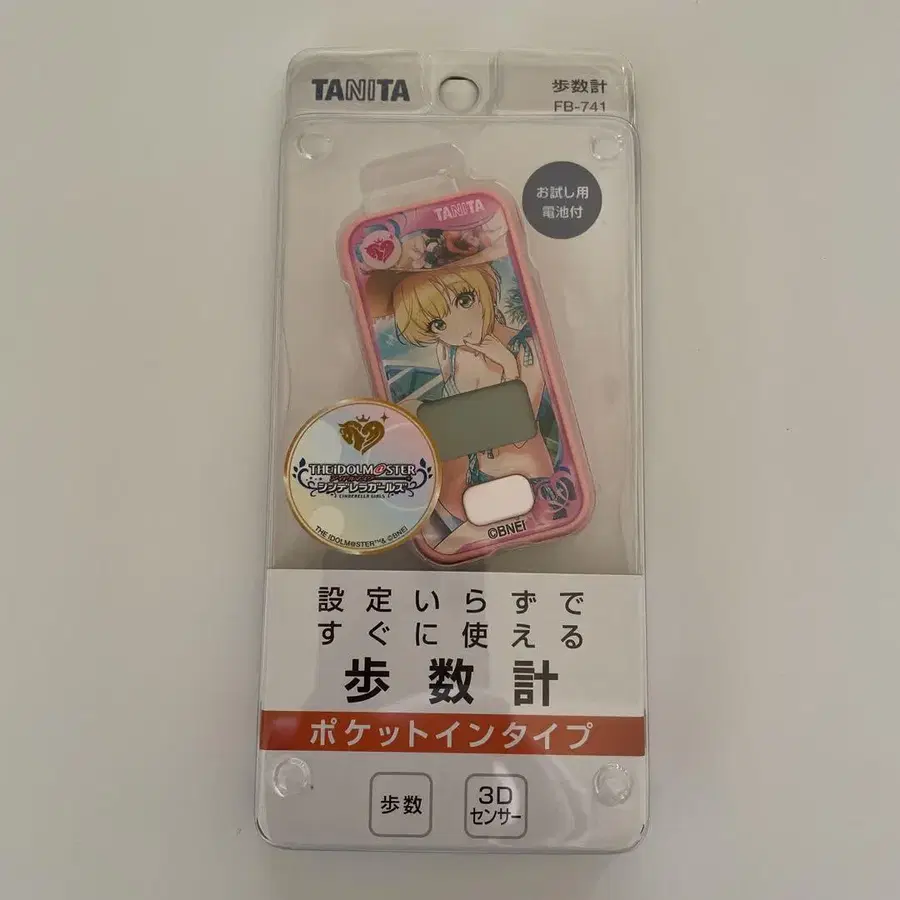 TANITA
歩数計
FB-741
お試し用
電池付
TANITA
THE iDOLM@STER
シンデレラガールズ
CINDERELLA GIRLS
THE IDOLM@STER™& ©BNEI
©BNEI
設定いらずで
すぐに使える
歩数計
ポケットインタイプ
歩数
3D
センサー